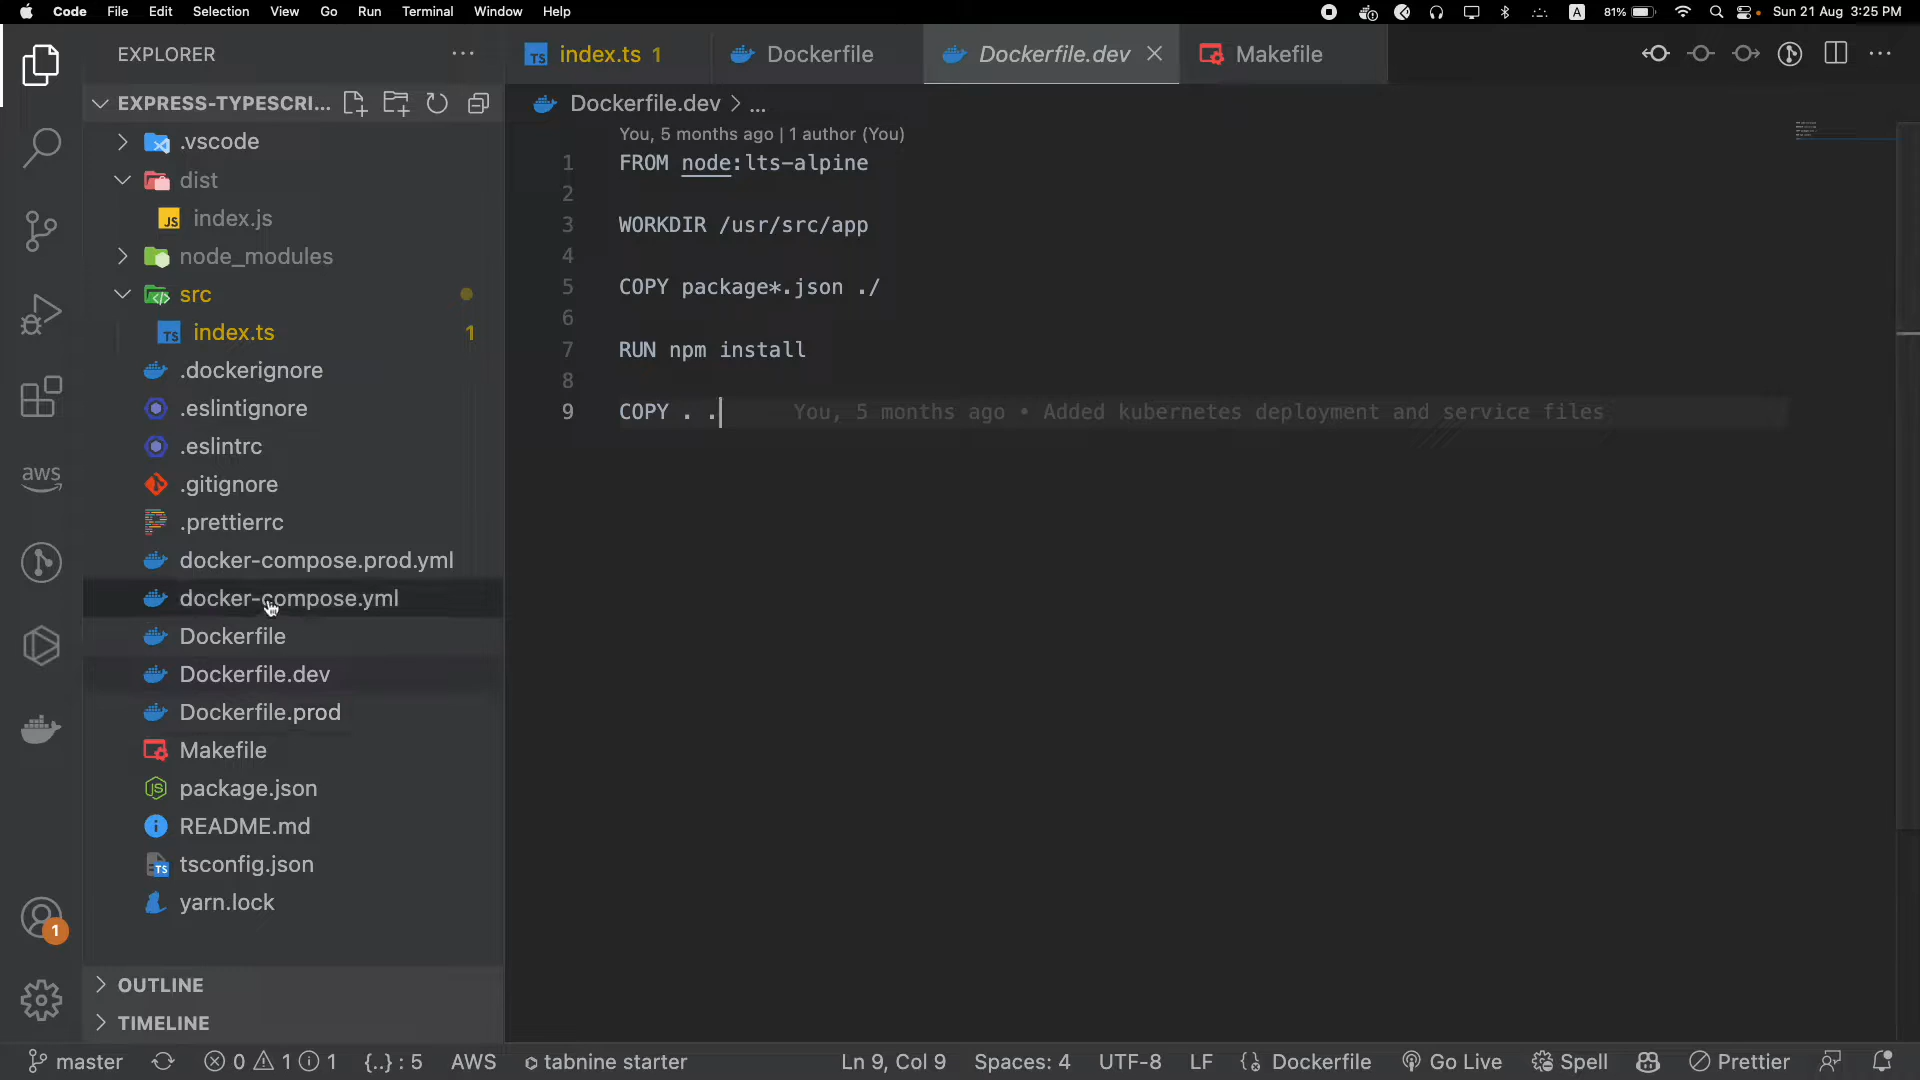 Code File Edit Selection View Go Run Terminal Window Help A 81% Sun 21 Aug 3:25 PM
EXPLORER
TS index.ts 1 Dockerfile Dockerfile.dev Makefile
EXPRESS-TYPESCRI...
Dockerfile.dev > ...
You, 5 months ago | 1 author (You)
.vscode
dist
JS index.js
node_modules
src
TS index.ts 1
.dockerignore
.eslintignore
.eslintrc
.gitignore
.prettierrc
docker-compose.prod.yml
docker-compose.yml
Dockerfile
Dockerfile.dev
Dockerfile.prod
Makefile
package.json
README.md
TS tsconfig.json
yarn.lock
OUTLINE
TIMELINE
aws
1
1 FROM node:lts-alpine
2
3 WORKDIR /usr/src/app
4
5 COPY package*.json ./
6
7 RUN npm install
8
9 COPY . . You, 5 months ago • Added kubernetes deployment and service files
master 0 1 1 {..} : 5 AWS tabnine starter Ln 9, Col 9 Spaces: 4 UTF-8 LF Dockerfile Go Live Spell Prettier